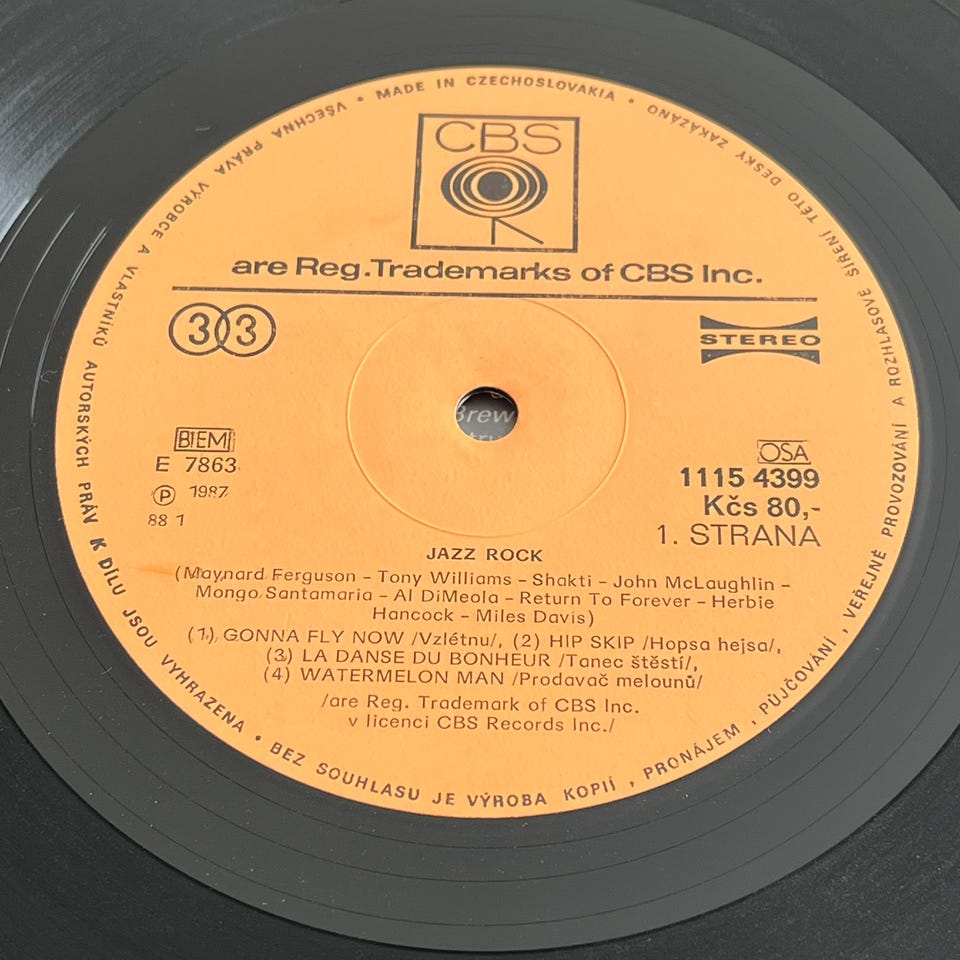 • MADE IN CZECHOSLOVAKIA •
VŠECHNA PRÁVA VÝROBCE A VLASTNÍKŮ AUTORSKÝCH PRÁV K DÍLU JSOU VYHRAZENA • BEZ SOUHLASU JE VÝROBA KOPIÍ, PRONÁJEM, PŮJČOVÁNÍ, VEŘEJNÉ PROVOZOVÁNÍ A ROZHLASOVÉ ŠÍŘENÍ TÉTO DESKY ZAKÁZÁNO
CBS
are Reg.Trademarks of CBS Inc.
33
STEREO
Brew
BIEM
OSA
E 7863
1115 4399
Ⓟ 1987
Kčs 80,-
88 1
1. STRANA
JAZZ ROCK
(Maynard Ferguson – Tony Williams – Shakti – John McLaughlin –
Mongo Santamaria – Al DiMeola – Return To Forever – Herbie
Hancock – Miles Davis)
(1) GONNA FLY NOW /Vzlétnu/, (2) HIP SKIP /Hopsa hejsa/,
(3) LA DANSE DU BONHEUR /Tanec štěstí/,
(4) WATERMELON MAN /Prodavač melounů/
/are Reg. Trademark of CBS Inc.
v licenci CBS Records Inc./